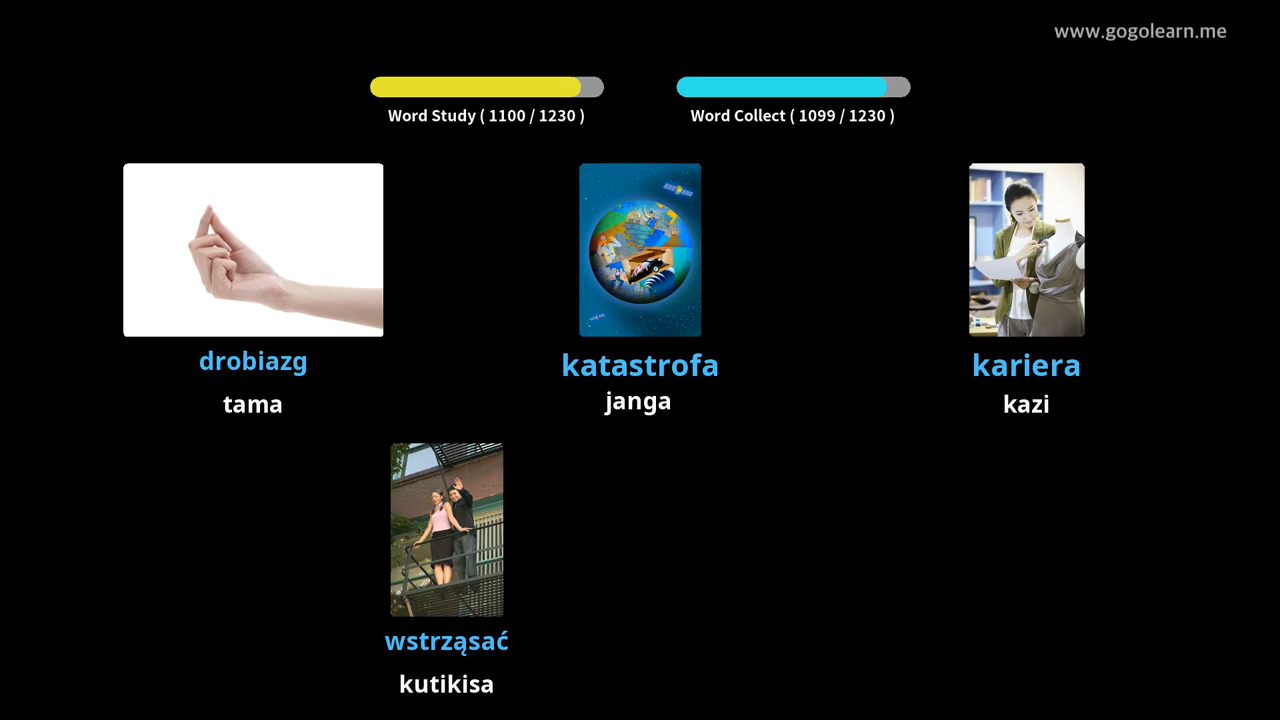 www.gogolearn.me
Word Study ( 1100 / 1230 )
Word Collect ( 1099 / 1230 )
drobiazg
tama
katastrofa
janga
kariera
kazi
wstrząsać
kutikisa